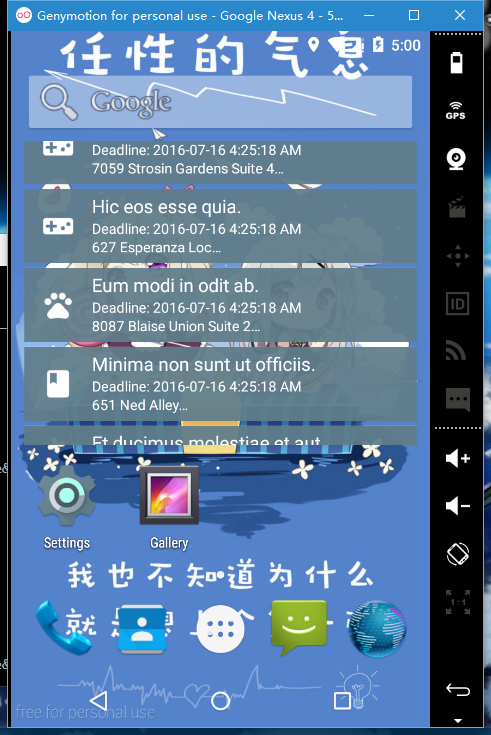 Genymotion for personal use - Google Nexus 4 - 5...
任性的气息
5:00
Google
GPS
Deadline: 2016-07-16 4:25:18 AM
7059 Strosin Gardens Suite 4...
Hic eos esse quia.
Deadline: 2016-07-16 4:25:18 AM
627 Esperanza Loc...
Eum modi in odit ab.
Deadline: 2016-07-16 4:25:18 AM
8087 Blaise Union Suite 2...
ID
Minima non sunt ut officiis.
Deadline: 2016-07-16 4:25:18 AM
651 Ned Alley...
Et ducimus molestiae et aut
Settings
Gallery
我也不知道为什么
就
1:1
free for personal use